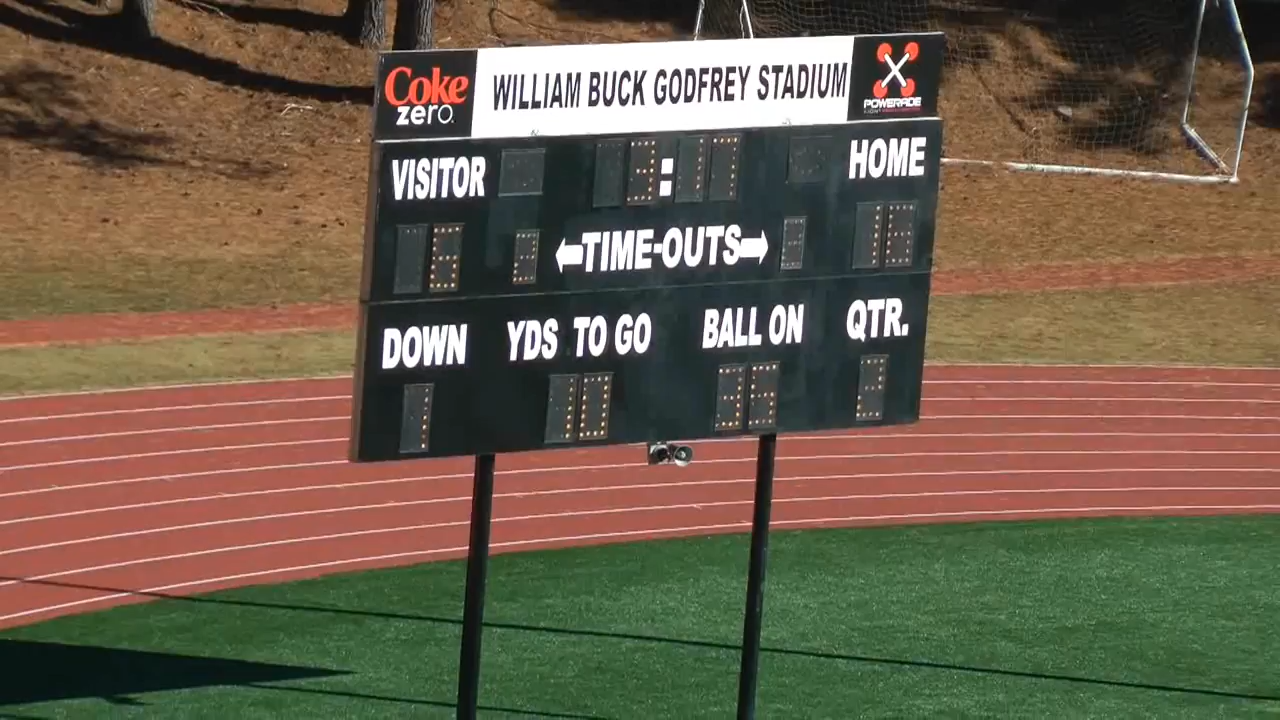 Coke zero.
WILLIAM BUCK GODFREY STADIUM
POWERADE
VISITOR
:
HOME
TIME-OUTS
DOWN
YDS TO GO
BALL ON
QTR.